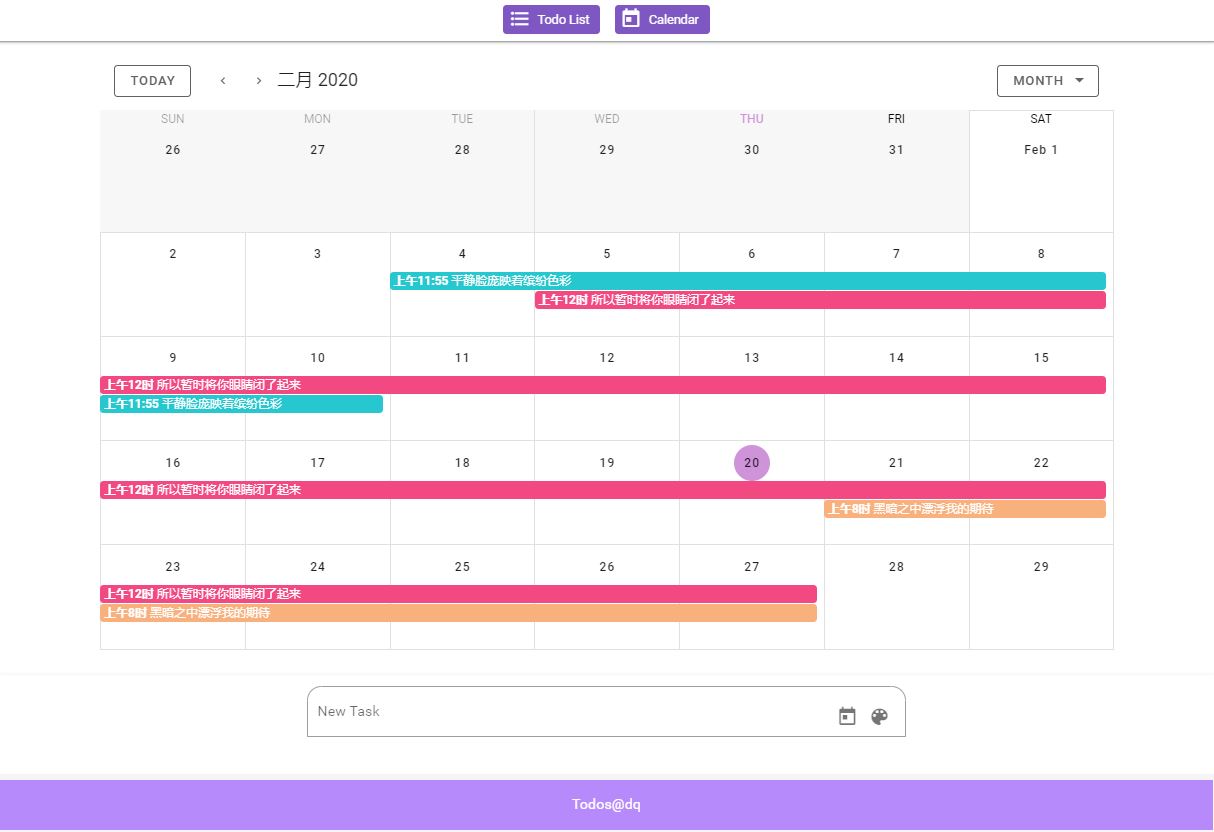 Todo List Calendar
TODAY ‹ › 二月 2020 MONTH
SUN MON TUE WED THU FRI SAT
26 27 28 29 30 31 Feb 1
2 3 4 5 6 7 8
上午11:55 平静脸庞映着缤纷色彩
上午12时 所以暂时将你眼睛闭了起来
9 10 11 12 13 14 15
上午12时 所以暂时将你眼睛闭了起来
上午11:55 平静脸庞映着缤纷色彩
16 17 18 19 20 21 22
上午12时 所以暂时将你眼睛闭了起来
上午8时 黑暗之中漂浮我的期待
23 24 25 26 27 28 29
上午12时 所以暂时将你眼睛闭了起来
上午8时 黑暗之中漂浮我的期待
New Task
Todos@dq